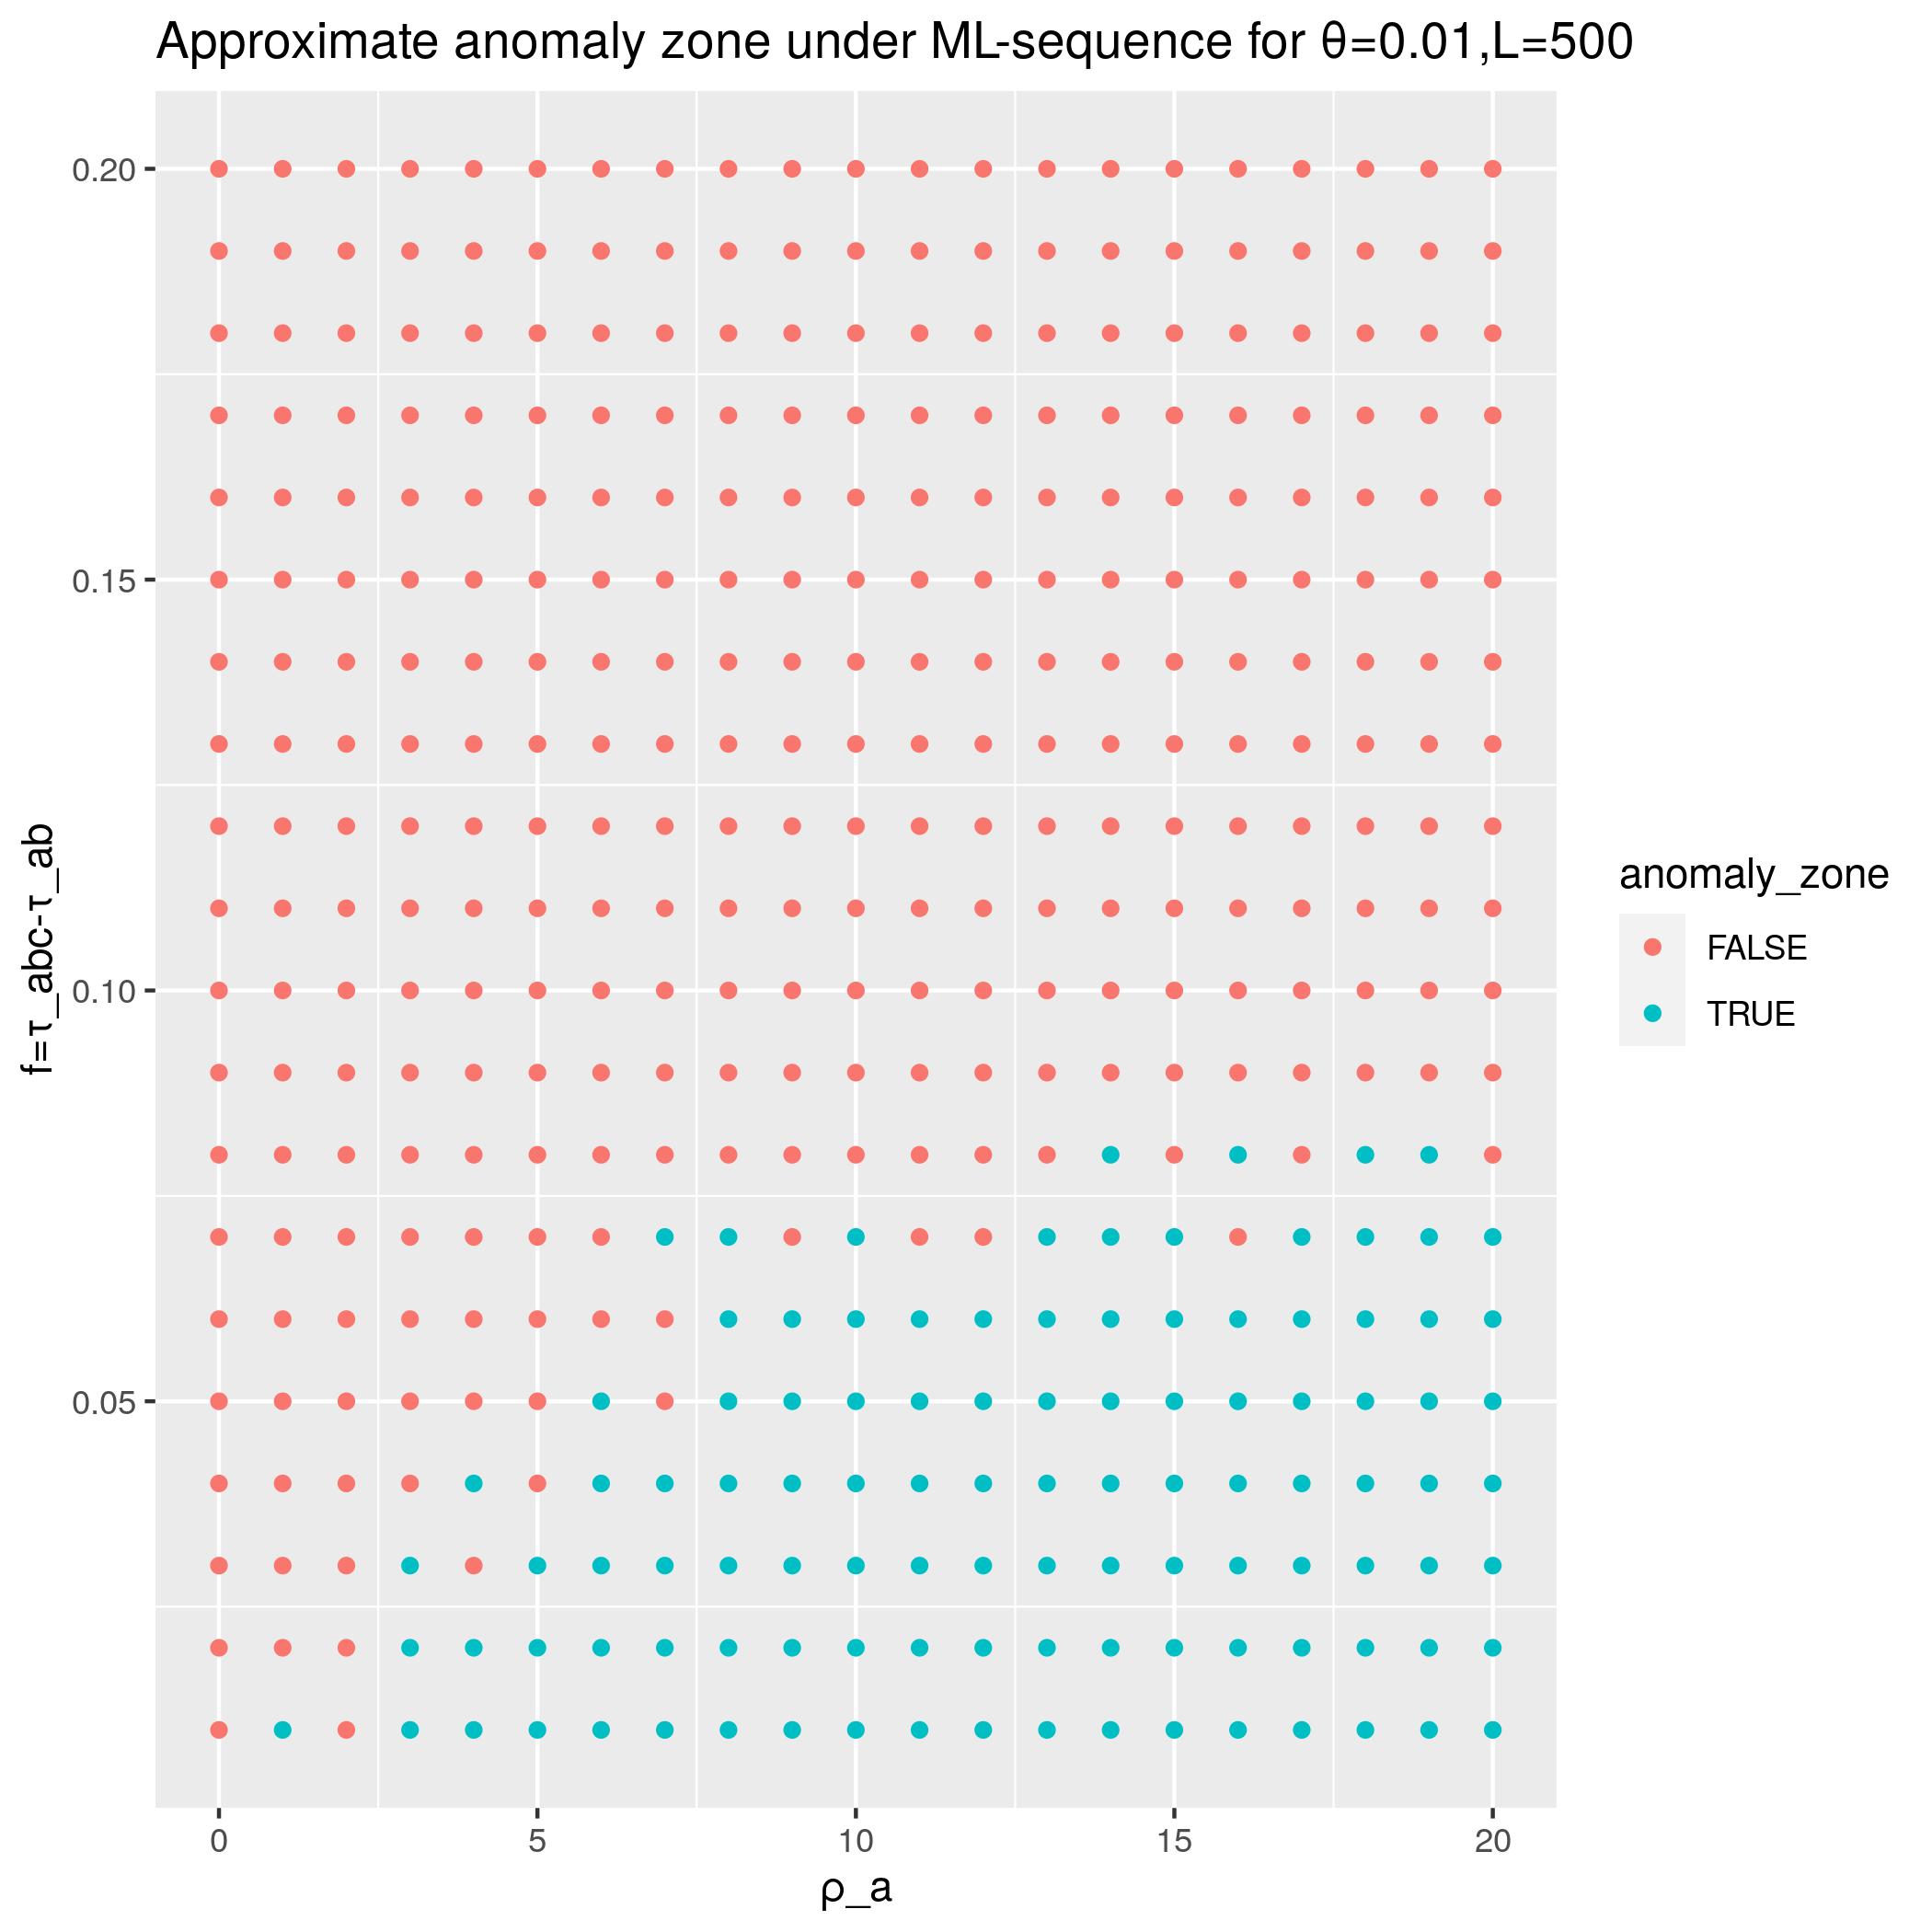 Approximate anomaly zone under ML-sequence for θ=0.01,L=500
f=τ_abc-τ_ab
0.20
0.15
0.10
0.05
0
5
10
15
20
ρ_a
anomaly_zone
FALSE
TRUE